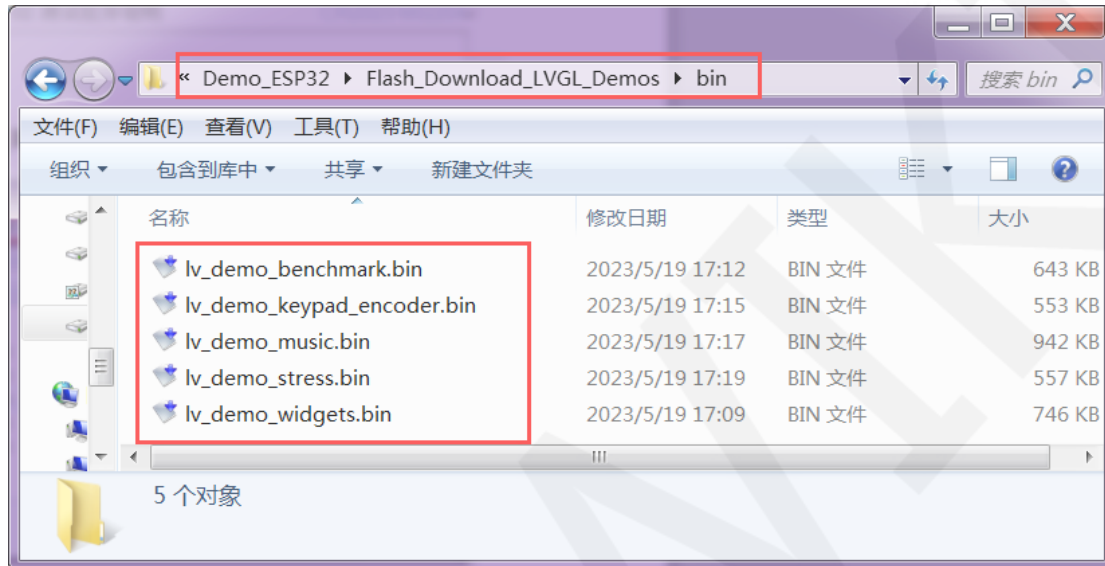 « Demo_ESP32 ▸ Flash_Download_LVGL_Demos ▸ bin 搜索 bin
文件(F) 编辑(E) 查看(V) 工具(T) 帮助(H)
组织 包含到库中 共享 新建文件夹
名称 修改日期 类型 大小
lv_demo_benchmark.bin 2023/5/19 17:12 BIN 文件 643 KB
lv_demo_keypad_encoder.bin 2023/5/19 17:15 BIN 文件 553 KB
lv_demo_music.bin 2023/5/19 17:17 BIN 文件 942 KB
lv_demo_stress.bin 2023/5/19 17:19 BIN 文件 557 KB
lv_demo_widgets.bin 2023/5/19 17:09 BIN 文件 746 KB
5 个对象